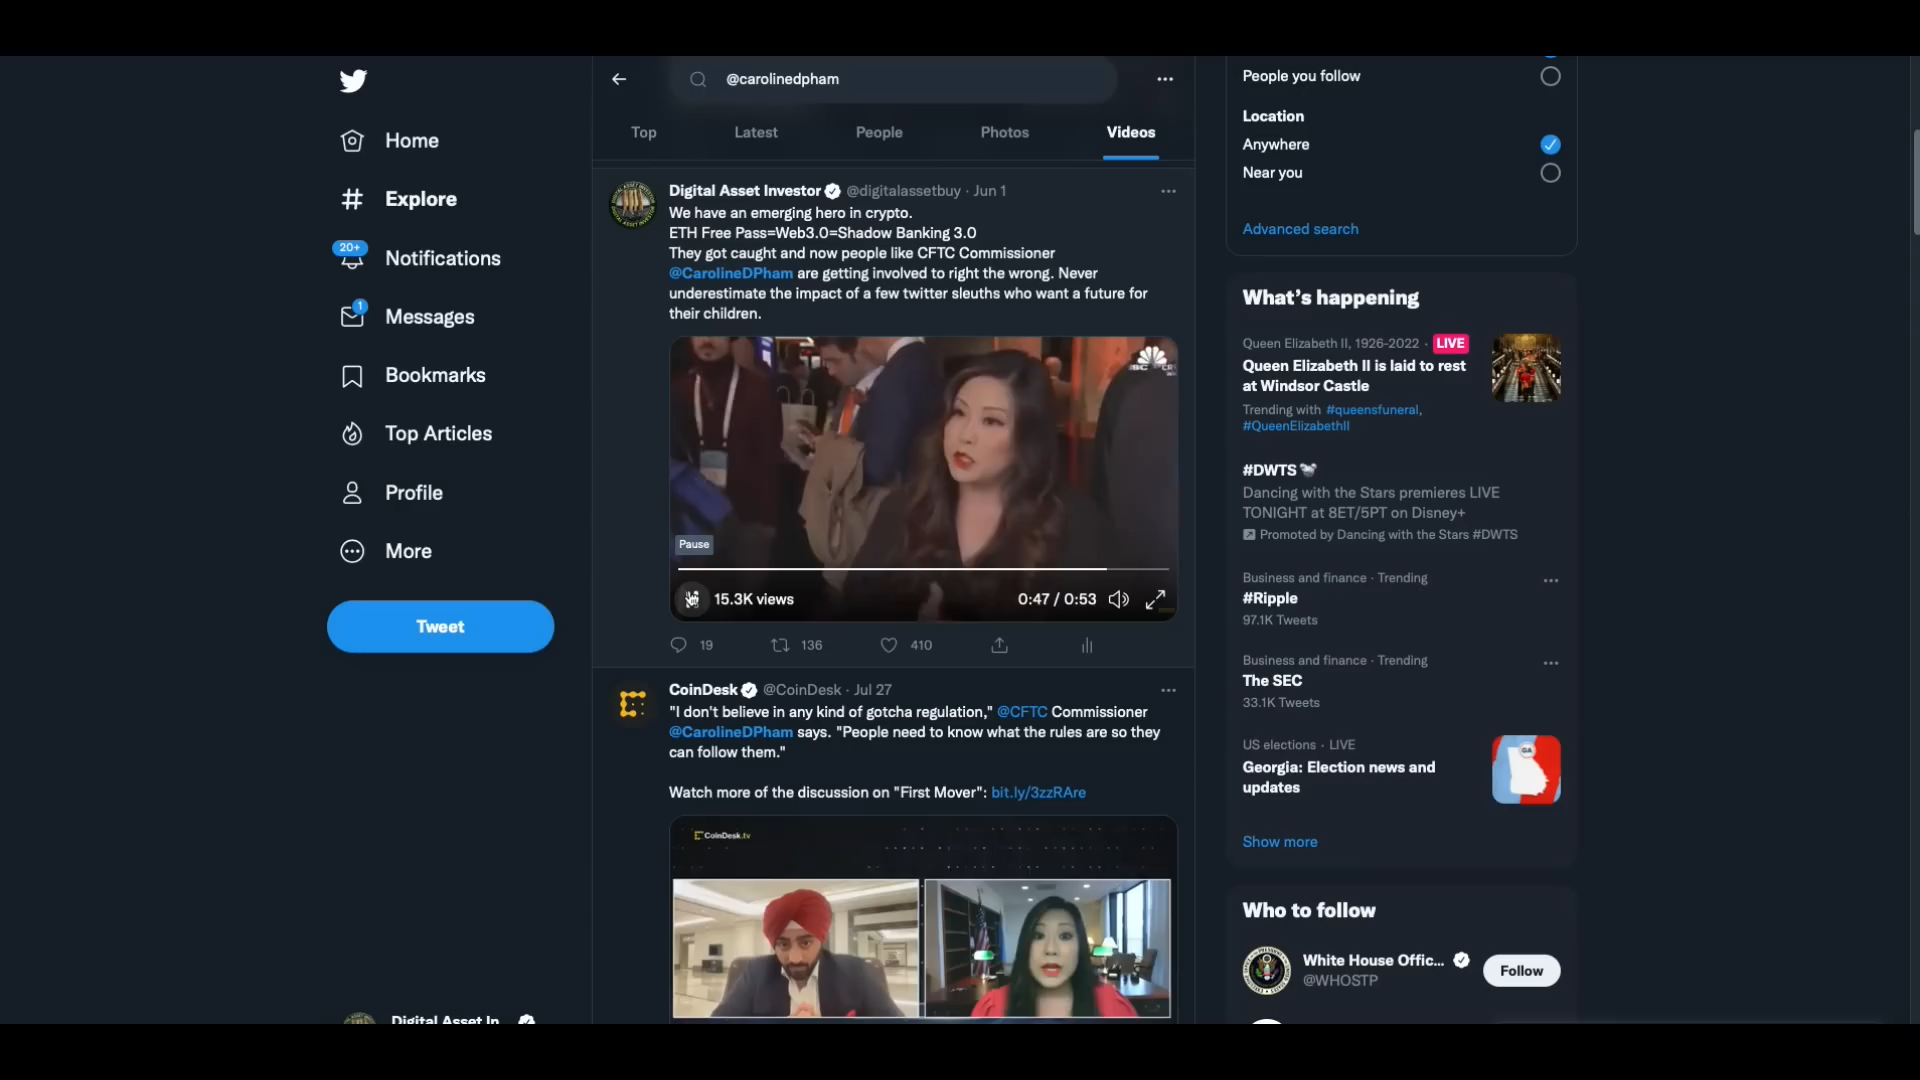 Home
Explore
20+
Notifications
1
Messages
Bookmarks
Top Articles
Profile
More
Tweet
Digital Asset In
@carolinedpham
Top
Latest
People
Photos
Videos
Digital Asset Investor @digitalassetbuy · Jun 1
We have an emerging hero in crypto.
ETH Free Pass=Web3.0=Shadow Banking 3.0
They got caught and now people like CFTC Commissioner
@CarolineDPham are getting involved to right the wrong. Never
underestimate the impact of a few twitter sleuths who want a future for
their children.
Pause
15.3K views
0:47 / 0:53
19
136
410
CoinDesk @CoinDesk · Jul 27
"I don't believe in any kind of gotcha regulation," @CFTC Commissioner
@CarolineDPham says. "People need to know what the rules are so they
can follow them."
Watch more of the discussion on "First Mover": bit.ly/3zzRAre
CoinDesk.tv
People you follow
Location
Anywhere
Near you
Advanced search
What's happening
Queen Elizabeth II, 1926-2022 · LIVE
Queen Elizabeth II is laid to rest
at Windsor Castle
Trending with #queensfuneral,
#QueenElizabethII
#DWTS
Dancing with the Stars premieres LIVE
TONIGHT at 8ET/5PT on Disney+
Promoted by Dancing with the Stars #DWTS
Business and finance · Trending
#Ripple
97.1K Tweets
Business and finance · Trending
The SEC
33.1K Tweets
US elections · LIVE
Georgia: Election news and
updates
GA
Show more
Who to follow
White House Offic...
@WHOSTP
Follow